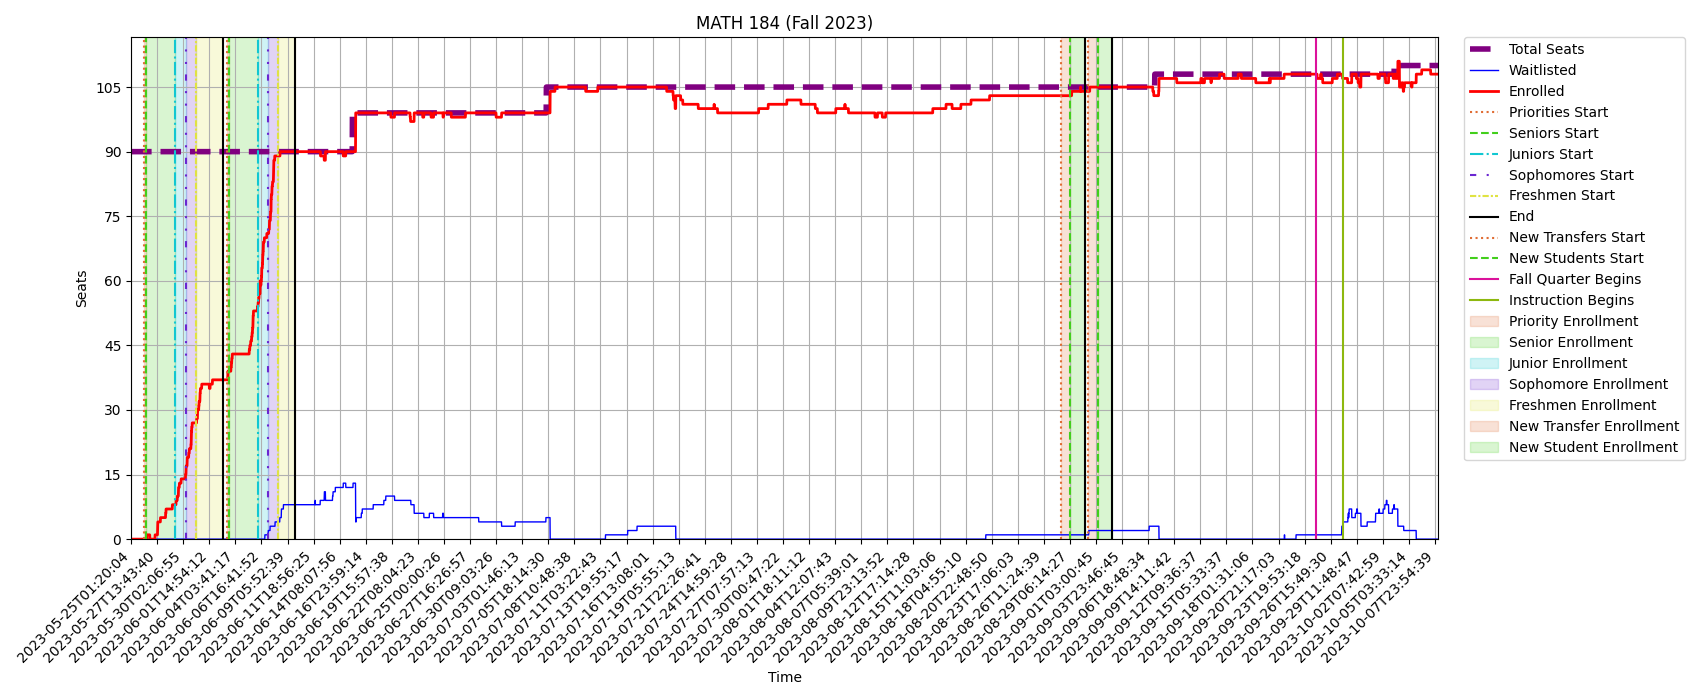 MATH 184 (Fall 2023)
Seats
105
90
75
60
45
30
15
0
2023-05-25T01:20:04
2023-05-27T13:43:40
2023-05-30T02:06:55
2023-06-01T14:54:12
2023-06-04T03:41:17
2023-06-06T16:41:52
2023-06-09T05:52:39
2023-06-11T18:56:25
2023-06-14T08:07:56
2023-06-16T23:59:14
2023-06-19T15:57:38
2023-06-22T08:04:23
2023-06-25T00:00:26
2023-06-27T16:26:57
2023-06-30T09:03:26
2023-07-03T01:46:13
2023-07-05T18:14:30
2023-07-08T10:48:38
2023-07-11T03:22:43
2023-07-13T19:55:17
2023-07-16T13:08:01
2023-07-19T05:55:13
2023-07-21T22:26:41
2023-07-24T14:59:28
2023-07-27T07:57:13
2023-07-30T00:47:22
2023-08-01T18:11:12
2023-08-04T12:07:43
2023-08-07T05:39:01
2023-08-09T23:13:52
2023-08-12T17:14:28
2023-08-15T11:03:06
2023-08-18T04:55:10
2023-08-20T22:48:50
2023-08-23T17:06:03
2023-08-26T11:24:39
2023-08-29T06:14:27
2023-09-01T03:00:45
2023-09-03T23:46:45
2023-09-06T18:48:34
2023-09-09T14:11:42
2023-09-12T09:36:37
2023-09-15T05:33:37
2023-09-18T01:31:06
2023-09-20T21:17:03
2023-09-23T19:53:18
2023-09-26T15:49:30
2023-09-29T11:48:47
2023-10-02T07:42:59
2023-10-05T03:33:14
2023-10-07T23:54:39
Time
Total Seats
Waitlisted
Enrolled
Priorities Start
Seniors Start
Juniors Start
Sophomores Start
Freshmen Start
End
New Transfers Start
New Students Start
Fall Quarter Begins
Instruction Begins
Priority Enrollment
Senior Enrollment
Junior Enrollment
Sophomore Enrollment
Freshmen Enrollment
New Transfer Enrollment
New Student Enrollment